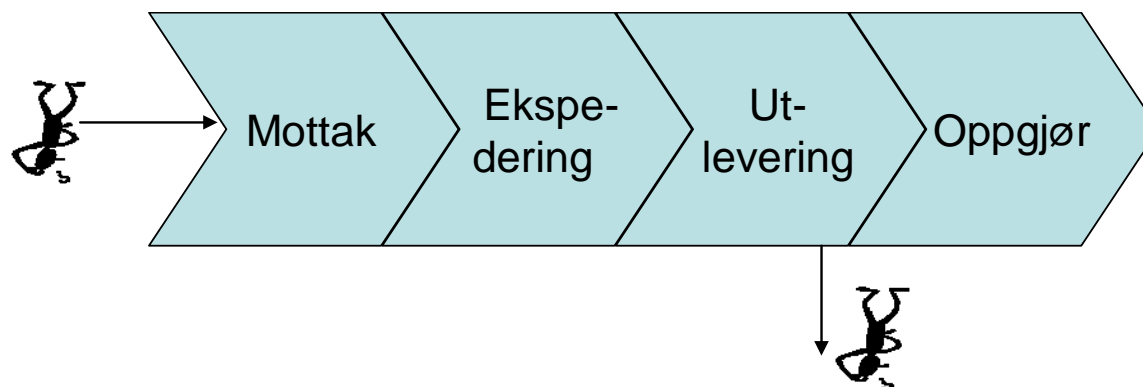 Mottak
Ekspe-
dering
Ut-
levering
Oppgjør